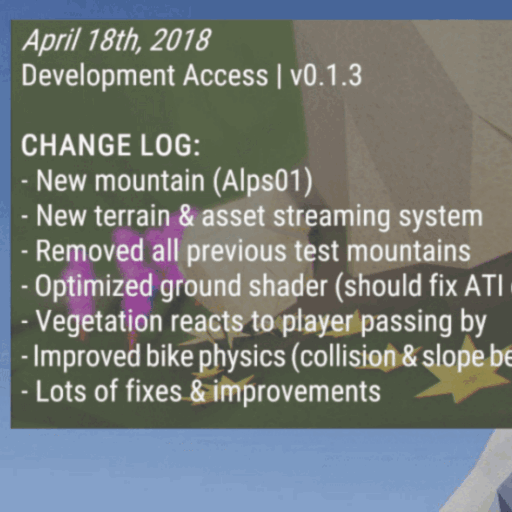 April 18th, 2018
Development Access | v0.1.3
CHANGE LOG:
- New mountain (Alps01)
- New terrain & asset streaming system
- Removed all previous test mountains
- Optimized ground shader (should fix ATI
- Vegetation reacts to player passing by
- Improved bike physics (collision & slope be
- Lots of fixes & improvements